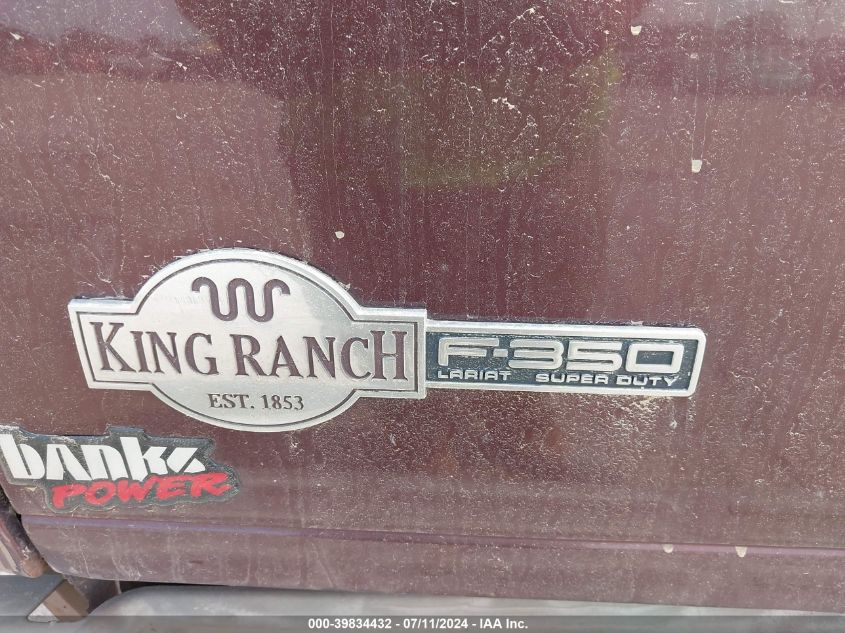 KING RANCH
EST. 1853
F-350
LARIAT SUPER DUTY
banks
POWER
000-39834432 - 07/11/2024 - IAA Inc.